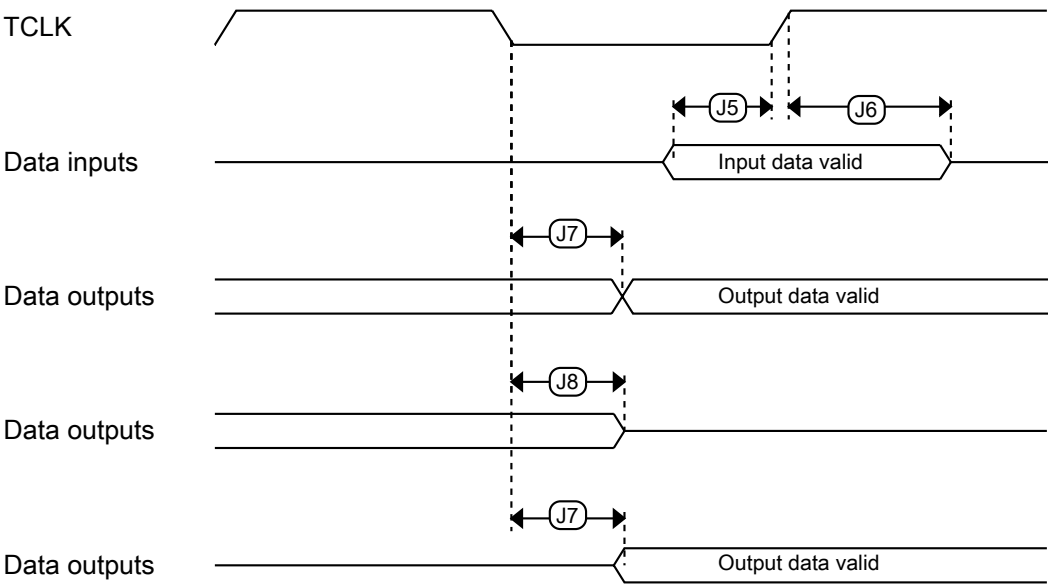 TCLK
J5
J6
Data inputs
Input data valid
J7
Data outputs
Output data valid
J8
Data outputs
J7
Data outputs
Output data valid